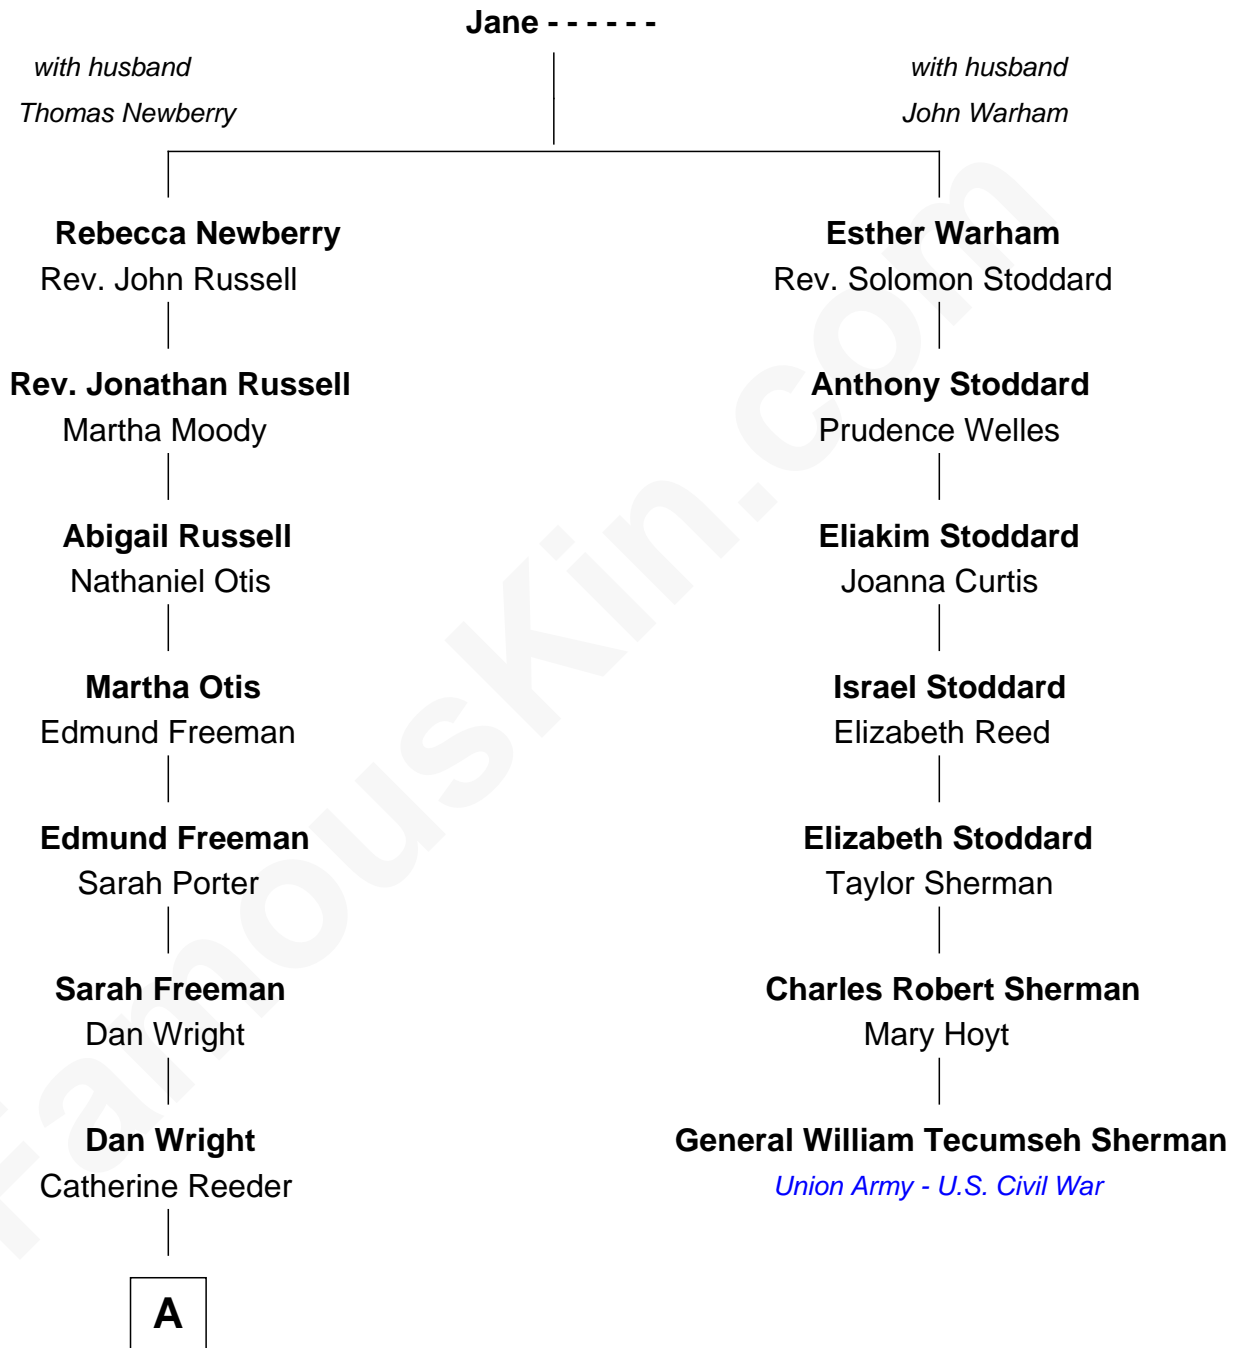 Jane - - - - - -
with husband
Thomas Newberry
with husband
John Warham
Rebecca Newberry
Rev. John Russell
Esther Warham
Rev. Solomon Stoddard
Rev. Jonathan Russell
Martha Moody
Anthony Stoddard
Prudence Welles
Abigail Russell
Nathaniel Otis
Eliakim Stoddard
Joanna Curtis
Martha Otis
Edmund Freeman
Israel Stoddard
Elizabeth Reed
Edmund Freeman
Sarah Porter
Elizabeth Stoddard
Taylor Sherman
Sarah Freeman
Dan Wright
Charles Robert Sherman
Mary Hoyt
Dan Wright
Catherine Reeder
General William Tecumseh Sherman
Union Army - U.S. Civil War
A
FamousKin.com